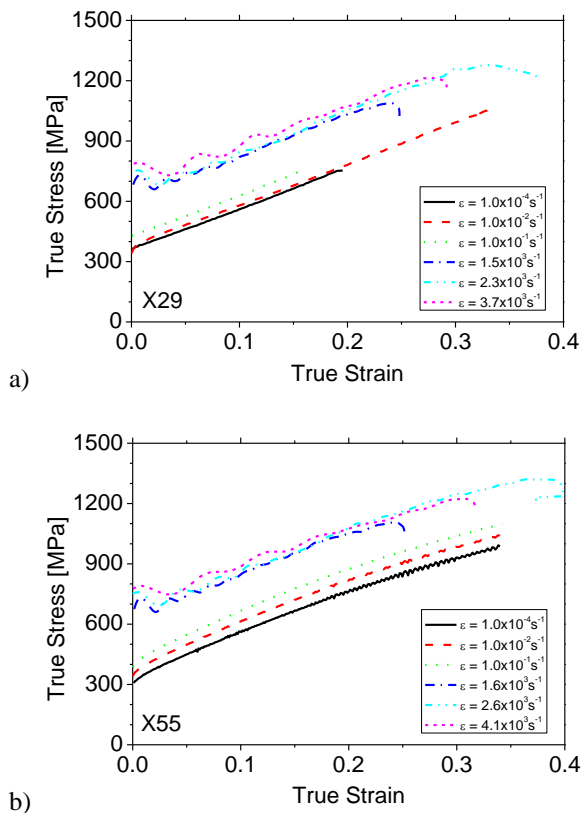 1500
1200
900
600
300
0
True Stress [MPa]
X29
ε = 1.0x10⁻⁴s⁻¹
ε = 1.0x10⁻²s⁻¹
ε = 1.0x10⁻¹s⁻¹
ε = 1.5x10³s⁻¹
ε = 2.3x10³s⁻¹
ε = 3.7x10³s⁻¹
0.0 0.1 0.2 0.3 0.4
True Strain
a)
1500
1200
900
600
300
0
True Stress [MPa]
X55
ε = 1.0x10⁻⁴s⁻¹
ε = 1.0x10⁻²s⁻¹
ε = 1.0x10⁻¹s⁻¹
ε = 1.6x10³s⁻¹
ε = 2.6x10³s⁻¹
ε = 4.1x10³s⁻¹
0.0 0.1 0.2 0.3 0.4
True Strain
b)